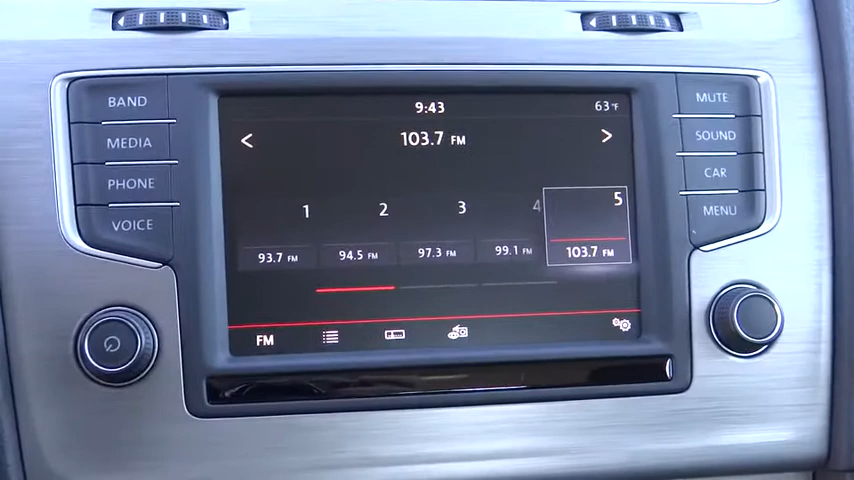 BAND
MEDIA
PHONE
VOICE
9:43
63°F
< 103.7 FM >
1 2 3 4 5
93.7 FM 94.5 FM 97.3 FM 99.1 FM 103.7 FM
FM
MUTE
SOUND
CAR
MENU